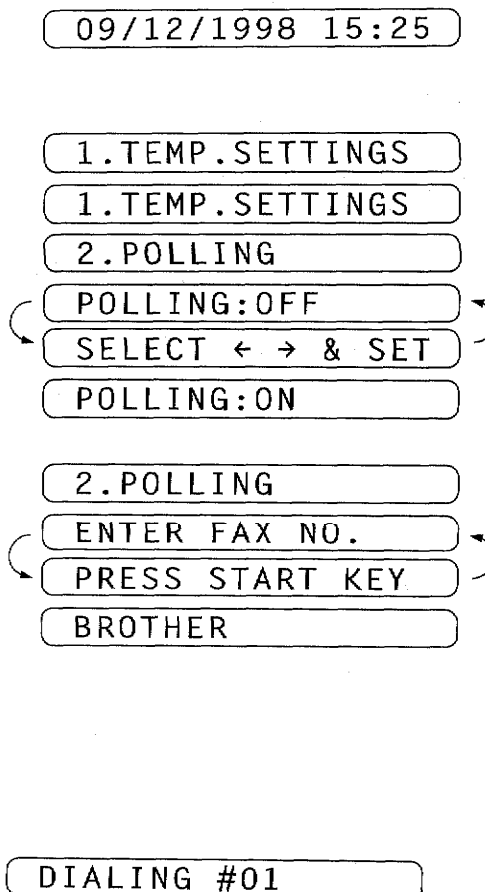 09/12/1998 15:25
1.TEMP.SETTINGS
1.TEMP.SETTINGS
2.POLLING
POLLING:OFF
SELECT ← → & SET
POLLING:ON
2.POLLING
ENTER FAX NO.
PRESS START KEY
BROTHER
DIALING #01